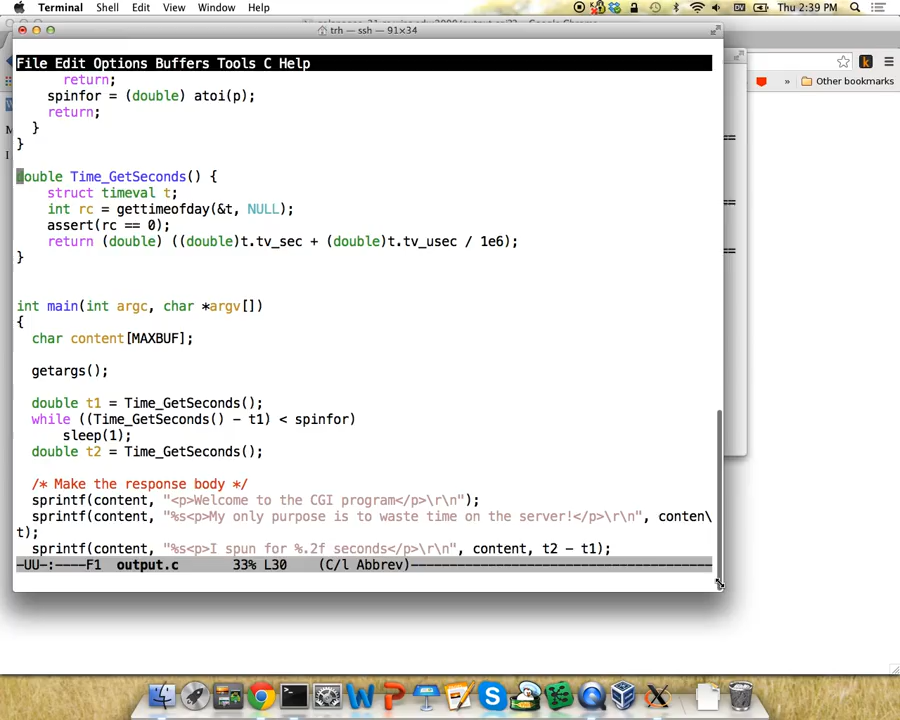 Terminal Shell Edit View Window Help
Thu 2:39 PM
trh — ssh — 91×34
Other bookmarks
File Edit Options Buffers Tools C Help
return;
spinfor = (double) atoi(p);
return;
}
}
double Time_GetSeconds() {
struct timeval t;
int rc = gettimeofday(&t, NULL);
assert(rc == 0);
return (double) ((double)t.tv_sec + (double)t.tv_usec / 1e6);
}
int main(int argc, char *argv[])
{
char content[MAXBUF];
getargs();
double t1 = Time_GetSeconds();
while ((Time_GetSeconds() - t1) < spinfor)
sleep(1);
double t2 = Time_GetSeconds();
/* Make the response body */
sprintf(content, "<p>Welcome to the CGI program</p>\r\n");
sprintf(content, "%s<p>My only purpose is to waste time on the server!</p>\r\n", conten\
t);
sprintf(content, "%s<p>I spun for %.2f seconds</p>\r\n", content, t2 - t1);
-UU-:----F1 output.c 33% L30 (C/l Abbrev)-------------------------------------